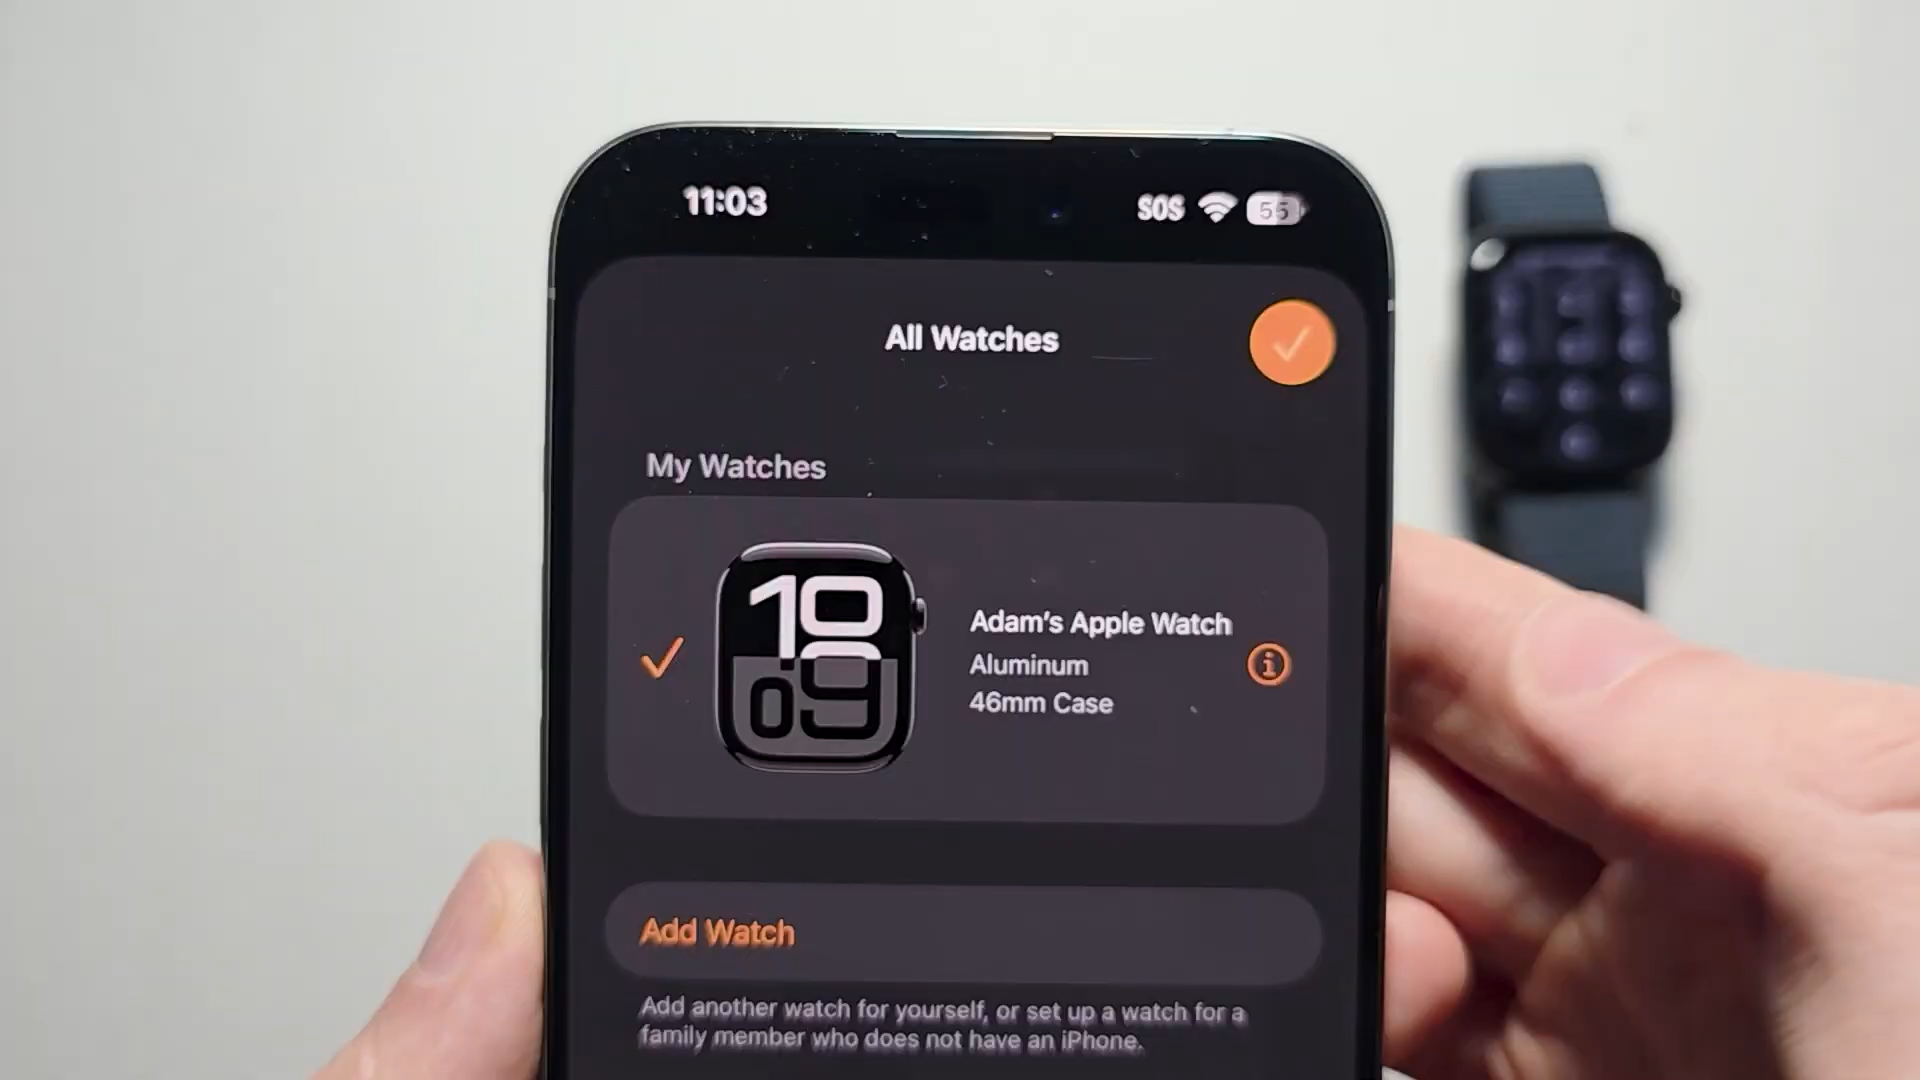 11:03
SOS
55
All Watches
My Watches
10
09
Adam's Apple Watch
Aluminum
46mm Case
Add Watch
Add another watch for yourself, or set up a watch for a
family member who does not have an iPhone.